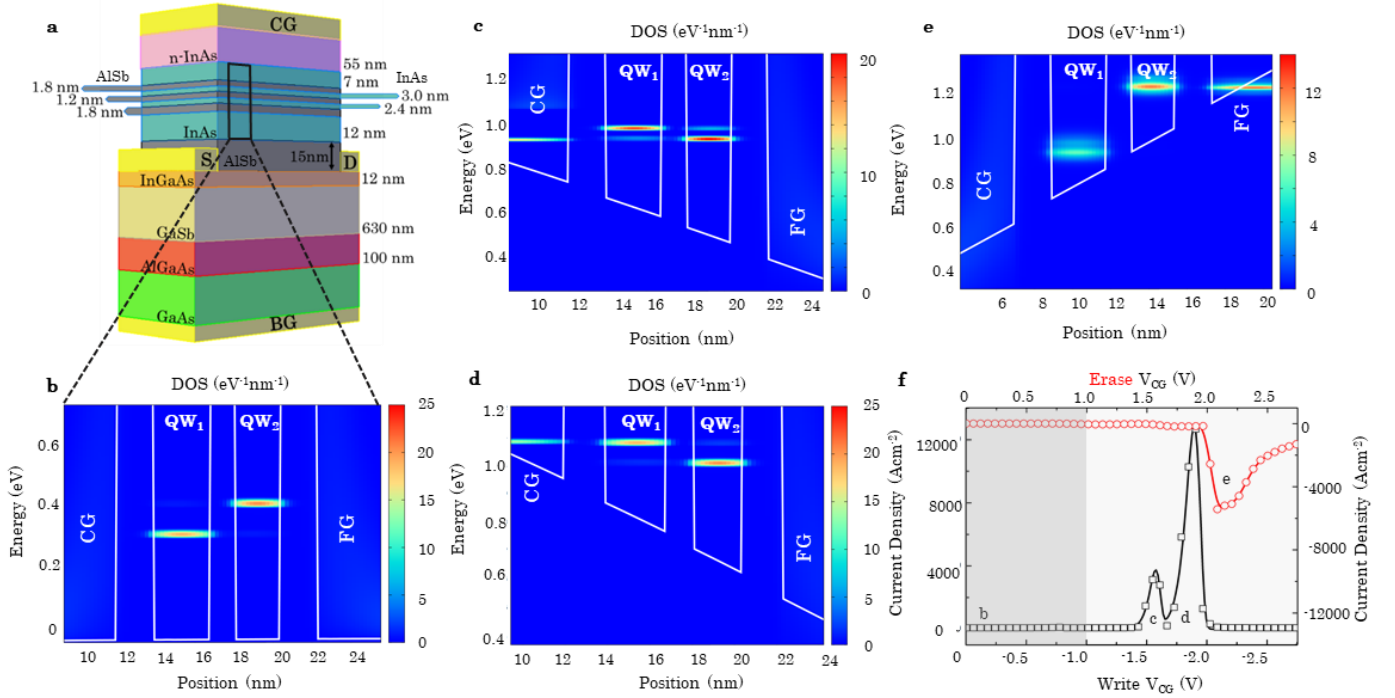 a
CG
n-InAs
55 nm
AlSb
7 nm
InAs
1.8 nm
3.0 nm
1.2 nm
2.4 nm
1.8 nm
InAs
12 nm
S
AlSb
15nm
D
InGaAs
12 nm
GaSb
630 nm
AlGaAs
100 nm
GaAs
BG
b
DOS (eV-1nm-1)
QW1
QW2
CG
FG
Energy (eV)
0.6
0.4
0.2
0
10 12 14 16 18 20 22 24
Position (nm)
25
20
15
10
5
0
c
DOS (eV-1nm-1)
QW1
QW2
CG
FG
Energy (eV)
1.2
1.0
0.8
0.6
0.4
10 12 14 16 18 20 22 24
Position (nm)
20
15
10
5
0
d
DOS (eV-1nm-1)
QW1
QW2
CG
FG
Energy (eV)
1.2
1.0
0.8
0.6
0.4
10 12 14 16 18 20 22 24
Position (nm)
25
20
15
10
5
0
e
DOS (eV-1nm-1)
QW1
QW2
CG
FG
Energy (eV)
1.2
1.0
0.8
0.6
0.4
6 8 10 12 14 16 18 20
Position (nm)
12
8
4
0
f
Erase VCG (V)
0 0.5 1.0 1.5 2.0 2.5
Current Density (Acm-2)
12000
8000
4000
0
b
c
d
e
0
-4000
-8000
-12000
Current Density (Acm-2)
0 -0.5 -1.0 -1.5 -2.0 -2.5
Write VCG (V)